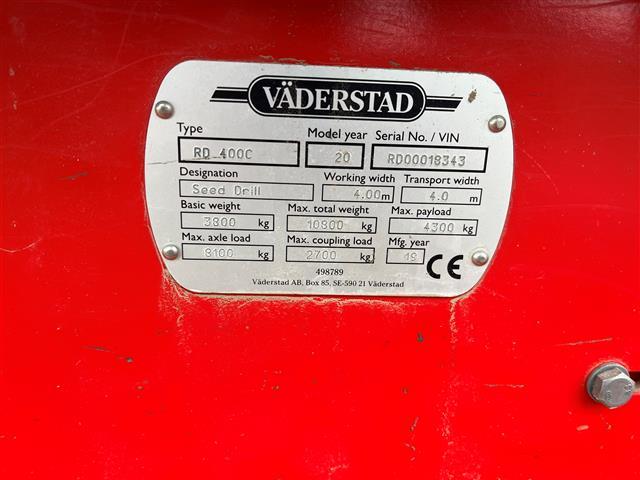 VÄDERSTAD
Type Model year Serial No. / VIN
RD 400C 20 RD00018343
Designation Working width Transport width
Seed Drill 4.00 m 4.0 m
Basic weight Max. total weight Max. payload
3800 kg 10800 kg 4300 kg
Max. axle load Max. coupling load Mfg. year
8100 kg 2700 kg 19 CE
498789
Väderstad AB, Box 85, SE-590 21 Väderstad